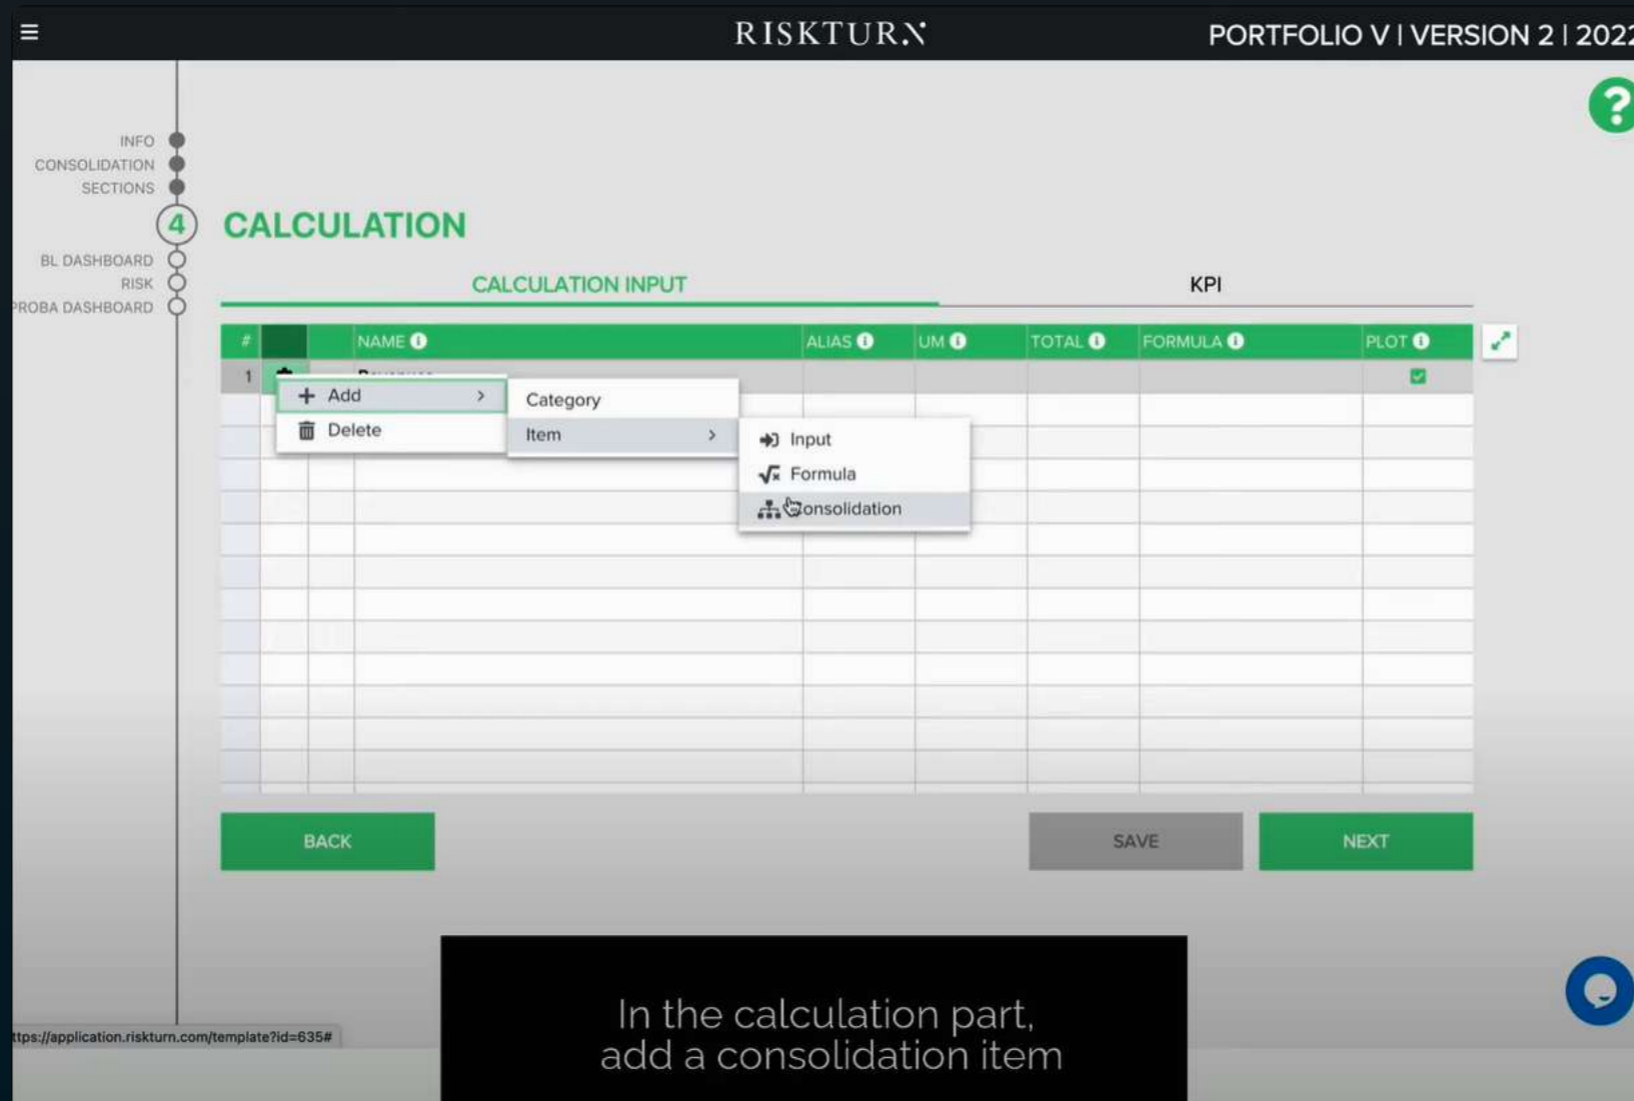 RISKTURN
PORTFOLIO V | VERSION 2 | 2022
?
INFO
CONSOLIDATION
SECTIONS
4 CALCULATION
BL DASHBOARD
RISK
PROBA DASHBOARD
CALCULATION INPUT KPI
# NAME ALIAS UM TOTAL FORMULA PLOT
1 Revenues
Add
Delete
Category
Item
Input
Formula
Consolidation
BACK SAVE NEXT
ttps://application.riskturn.com/template?id=635#
In the calculation part,
add a consolidation item